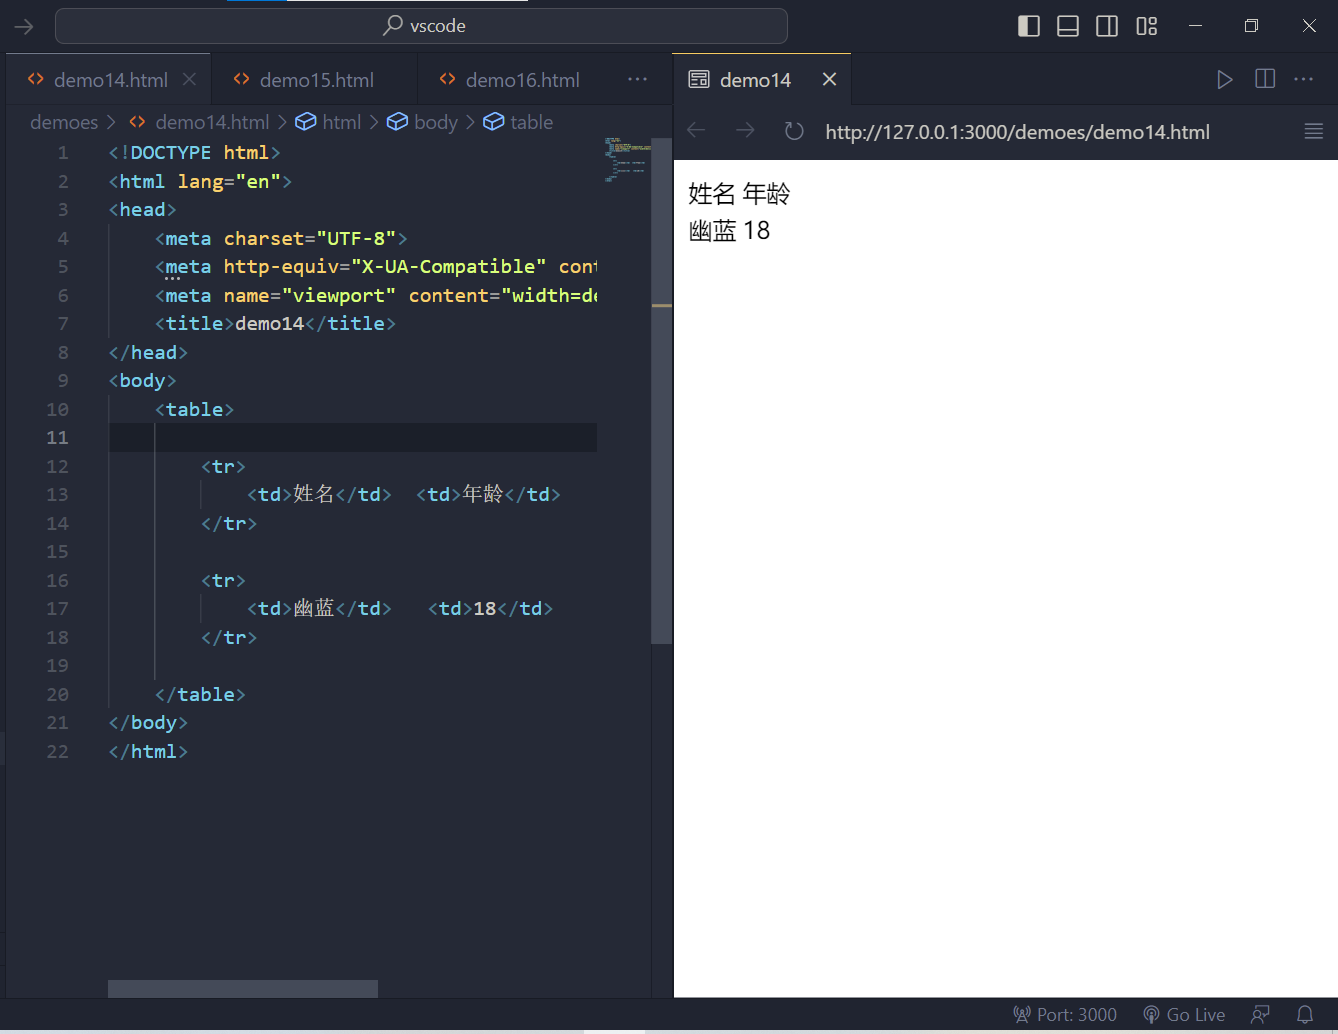 vscode
demo14.html demo15.html demo16.html ···
demo14
demoes > demo14.html > html > body > table
http://127.0.0.1:3000/demoes/demo14.html
1 <!DOCTYPE html>
2 <html lang="en">
3 <head>
4 <meta charset="UTF-8">
5 <meta http-equiv="X-UA-Compatible" cont
6 <meta name="viewport" content="width=de
7 <title>demo14</title>
8 </head>
9 <body>
10 <table>
11
12 <tr>
13 <td>姓名</td> <td>年龄</td>
14 </tr>
15
16 <tr>
17 <td>幽蓝</td> <td>18</td>
18 </tr>
19
20 </table>
21 </body>
22 </html>
姓名 年龄
幽蓝 18
Port: 3000 Go Live